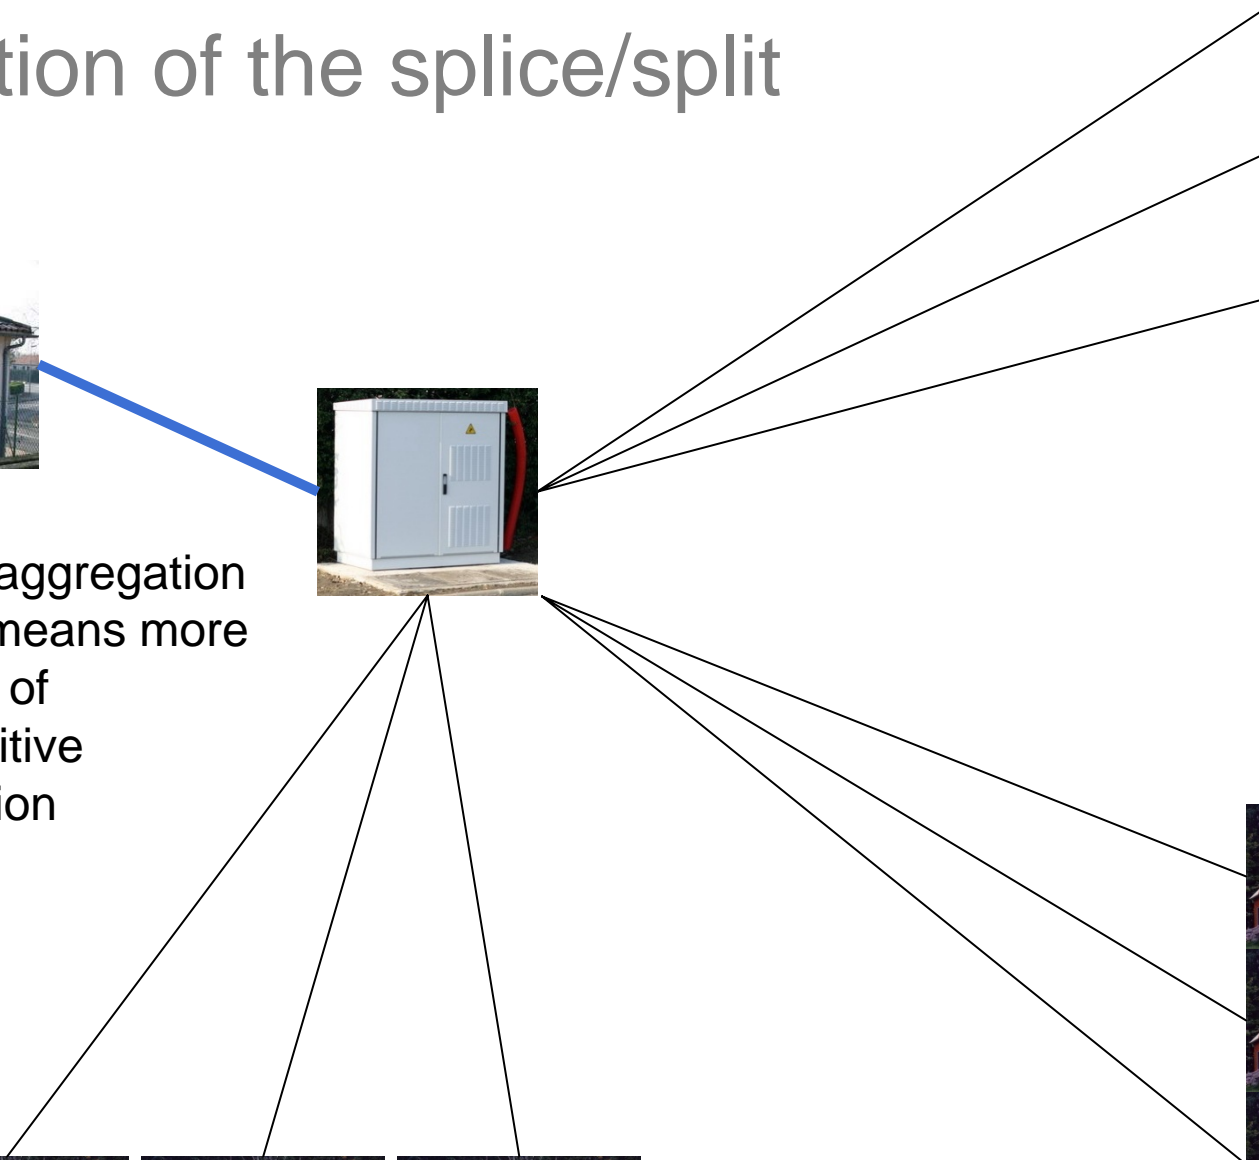 tion of the splice/split
aggregation
means more
of
itive
ion